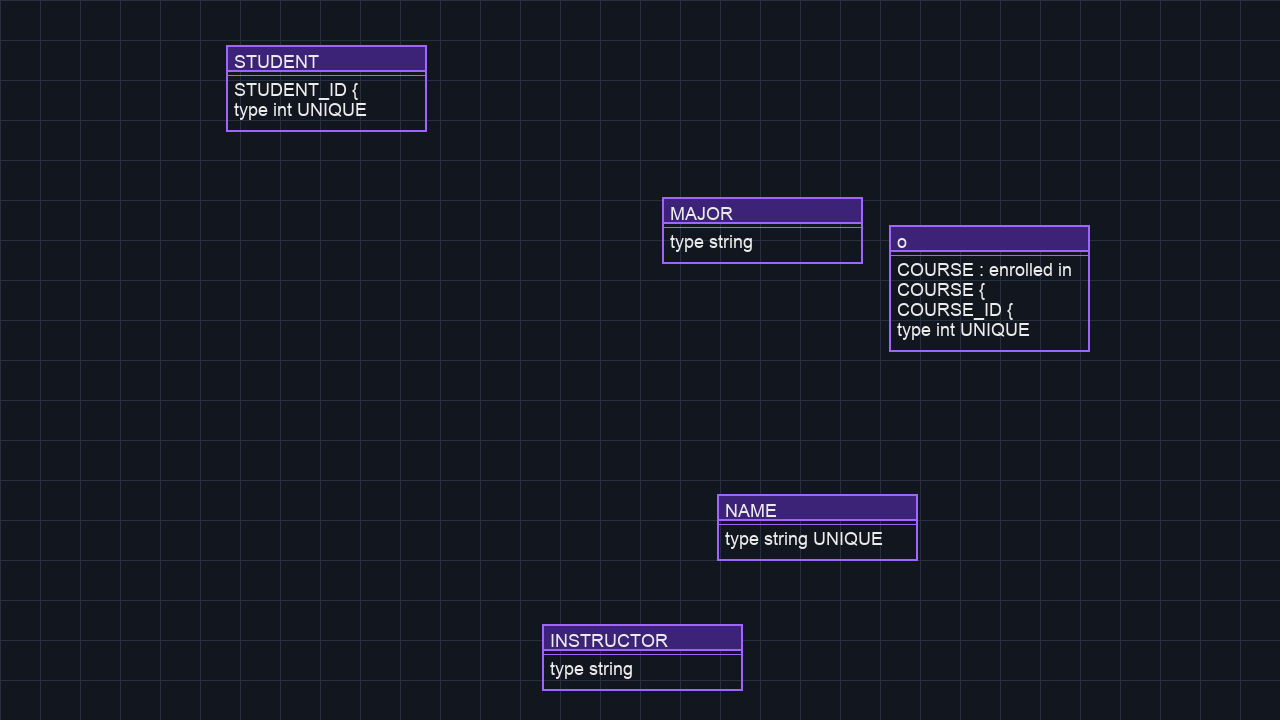 STUDENT
STUDENT_ID {
type int UNIQUE
MAJOR
type string
o
COURSE : enrolled in
COURSE {
COURSE_ID {
type int UNIQUE
NAME
type string UNIQUE
INSTRUCTOR
type string